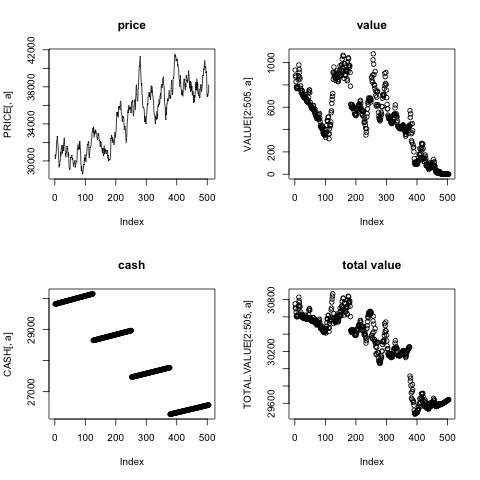 price
value
PRICE[, a]
30000 34000 38000 42000
VALUE[2:505, a]
0 200 600 1000
0 100 200 300 400 500
0 100 200 300 400 500
Index
Index
cash
total value
CASH[, a]
27000 29000
TOTAL.VALUE[2:505, a]
29600 30200 30800
0 100 200 300 400 500
0 100 200 300 400 500
Index
Index